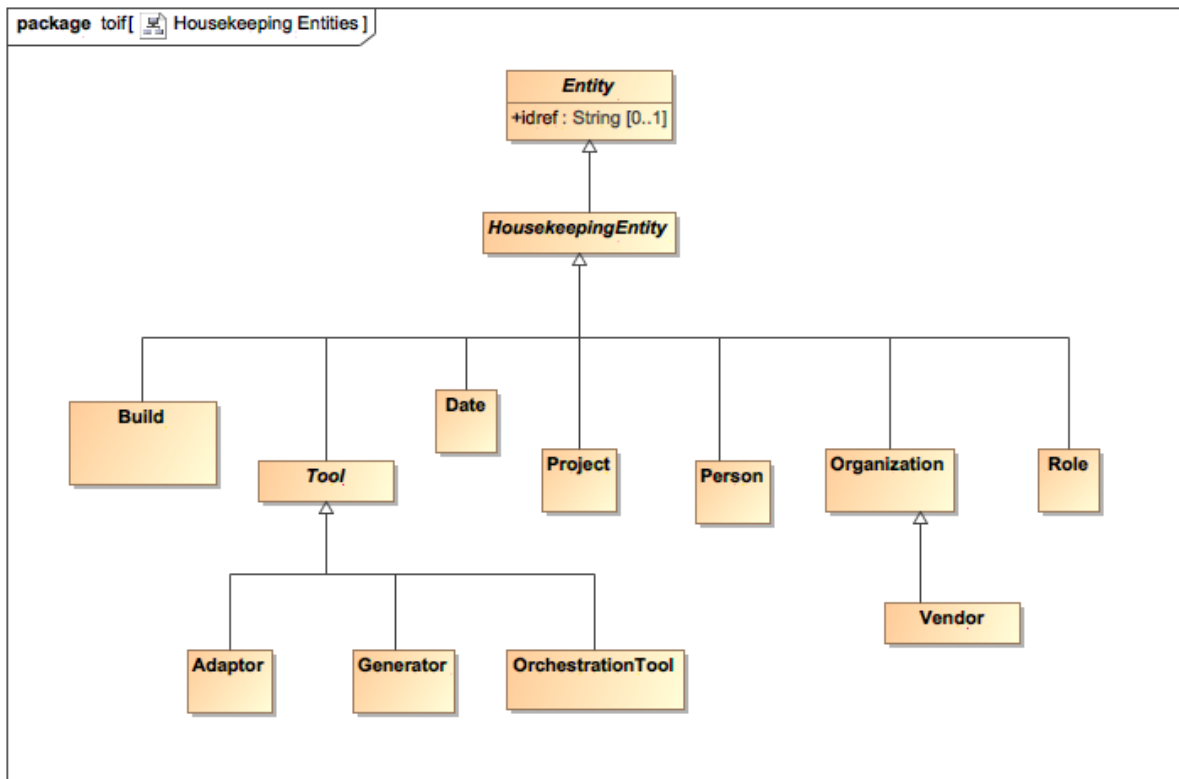 package toif[ Housekeeping Entities ]
Entity
+idref : String [0..1]
HousekeepingEntity
Build
Date
Tool
Project
Person
Organization
Role
Vendor
Adaptor
Generator
OrchestrationTool